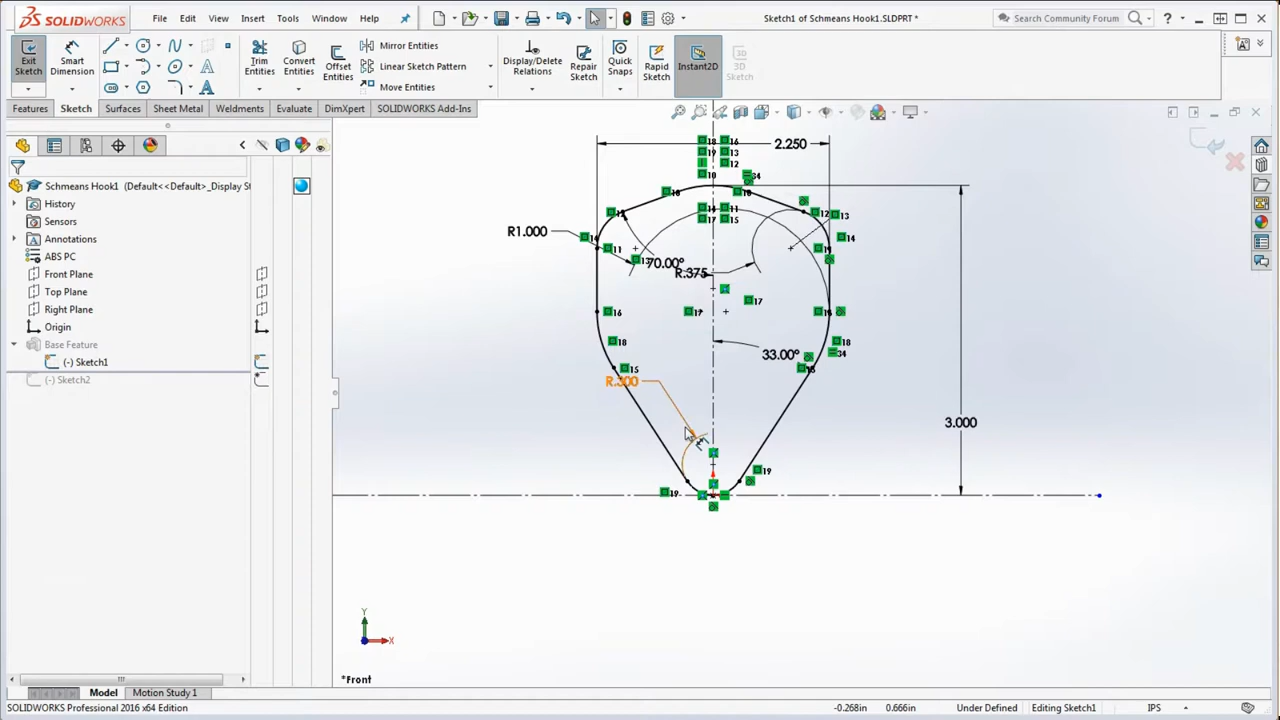 SOLIDWORKS
File Edit View Insert Tools Window Help
Sketch1 of Schmeans Hook1.SLDPRT *
Search Community Forum
Exit Sketch
Smart Dimension
Trim Entities
Convert Entities
Offset Entities
Mirror Entities
Linear Sketch Pattern
Move Entities
Display/Delete Relations
Repair Sketch
Quick Snaps
Rapid Sketch
Instant2D
3D Sketch
Features Sketch Surfaces Sheet Metal Weldments Evaluate DimXpert SOLIDWORKS Add-Ins
Schmeans Hook1 (Default<<Default>_Display St
History
Sensors
Annotations
ABS PC
Front Plane
Top Plane
Right Plane
Origin
Base Feature
(-) Sketch1
(-) Sketch2
2.250
R1.000
70.00°
R.375
33.00°
R.300
3.000
Y
X
*Front
Model Motion Study 1
SOLIDWORKS Professional 2016 x64 Edition
-0.268in 0.666in Under Defined Editing Sketch1 IPS